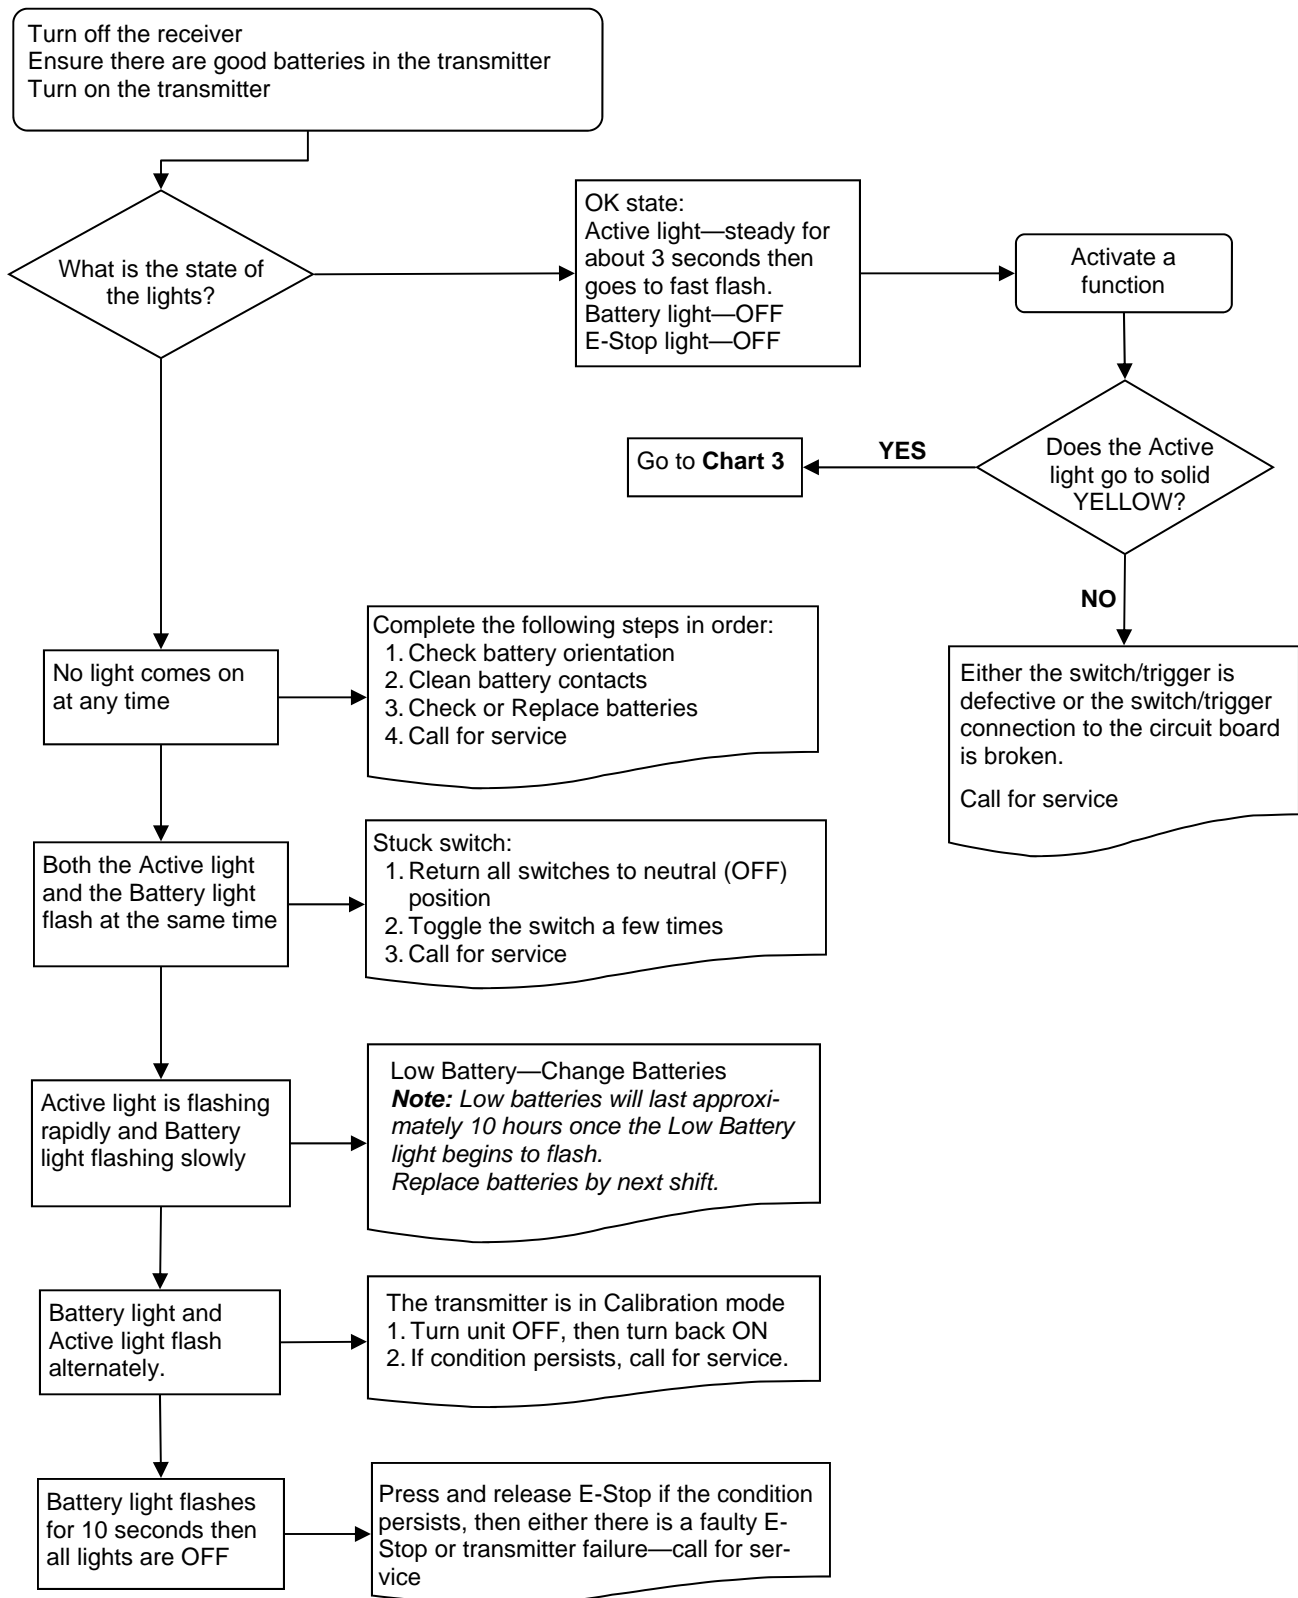 Turn off the receiver
Ensure there are good batteries in the transmitter
Turn on the transmitter
What is the state of
the lights?
OK state:
Active light—steady for
about 3 seconds then
goes to fast flash.
Battery light—OFF
E-Stop light—OFF
Activate a
function
Does the Active
light go to solid
YELLOW?
YES
Go to Chart 3
NO
Either the switch/trigger is
defective or the switch/trigger
connection to the circuit board
is broken.
Call for service
No light comes on
at any time
Complete the following steps in order:
1. Check battery orientation
2. Clean battery contacts
3. Check or Replace batteries
4. Call for service
Both the Active light
and the Battery light
flash at the same time
Stuck switch:
1. Return all switches to neutral (OFF)
position
2. Toggle the switch a few times
3. Call for service
Active light is flashing
rapidly and Battery
light flashing slowly
Low Battery—Change Batteries
Note: Low batteries will last approxi-
mately 10 hours once the Low Battery
light begins to flash.
Replace batteries by next shift.
Battery light and
Active light flash
alternately.
The transmitter is in Calibration mode
1. Turn unit OFF, then turn back ON
2. If condition persists, call for service.
Battery light flashes
for 10 seconds then
all lights are OFF
Press and release E-Stop if the condition
persists, then either there is a faulty E-
Stop or transmitter failure—call for ser-
vice